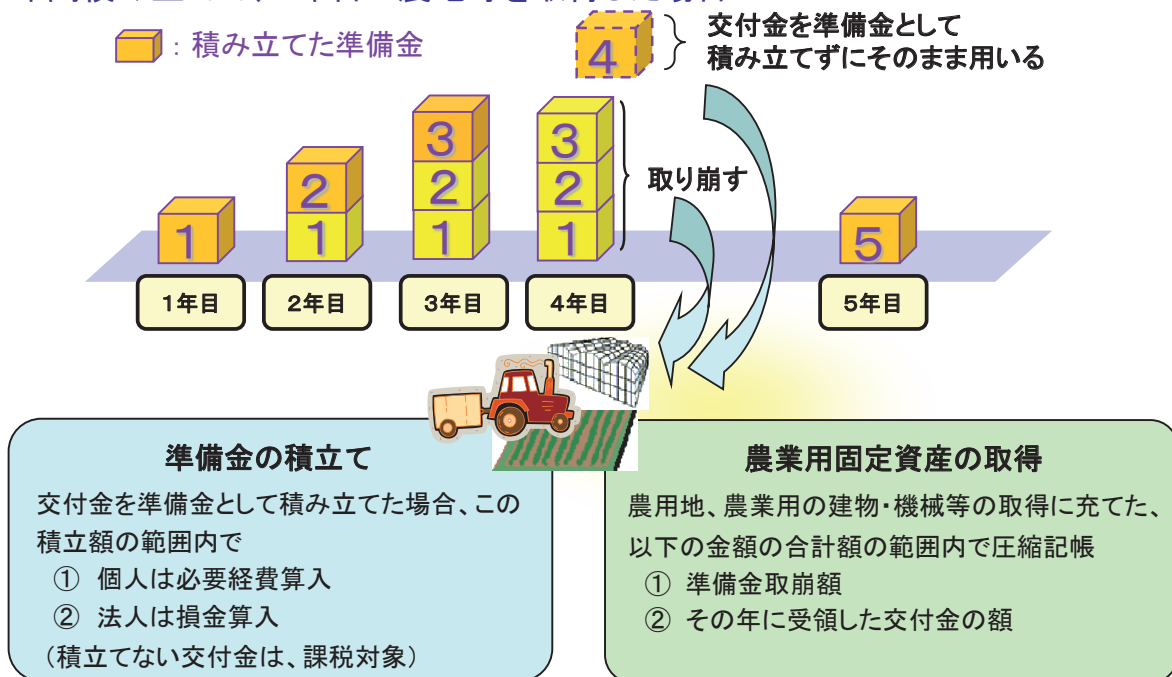 ：積み立てた準備金
4
交付金を準備金として
積み立てずにそのまま用いる
3
3
取り崩す
2
2
2
1
1
1
1
5
1年目
2年目
3年目
4年目
5年目
準備金の積立て
交付金を準備金として積み立てた場合、この
積立額の範囲内で
① 個人は必要経費算入
② 法人は損金算入
（積立てない交付金は、課税対象）
農業用固定資産の取得
農用地、農業用の建物・機械等の取得に充てた、
以下の金額の合計額の範囲内で圧縮記帳
① 準備金取崩額
② その年に受領した交付金の額